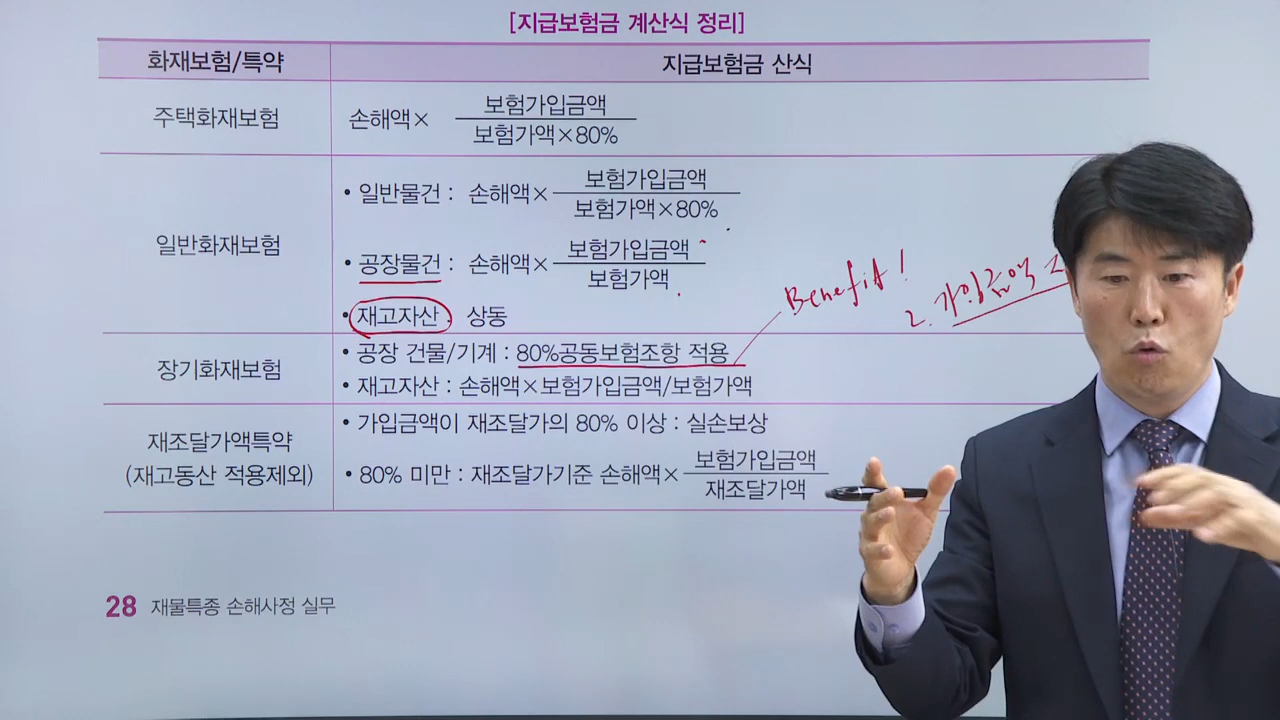 [지급보험금 계산식 정리]
화재보험/특약 지급보험금 산식
주택화재보험 손해액× 보험가입금액
보험가액×80%
일반화재보험
• 일반물건 : 손해액× 보험가입금액
보험가액×80%
• 공장물건 : 손해액× 보험가입금액
보험가액
• 재고자산 : 상동
Benefit!
2. 가입금액
장기화재보험
• 공장 건물/기계 : 80%공동보험조항 적용
• 재고자산 : 손해액×보험가입금액/보험가액
재조달가액특약
(재고동산 적용제외)
• 가입금액이 재조달가의 80% 이상 : 실손보상
• 80% 미만 : 재조달가기준 손해액× 보험가입금액
재조달가액
28 재물특종 손해사정 실무